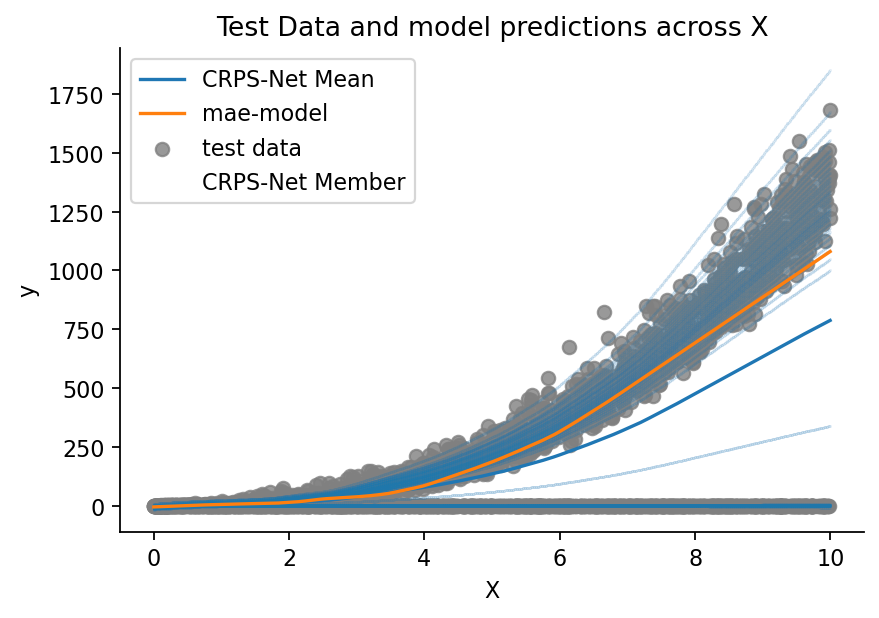 Test Data and model predictions across X
CRPS-Net Mean
mae-model
test data
CRPS-Net Member
1750
1500
1250
1000
750
500
250
0
y
0 2 4 6 8 10
X